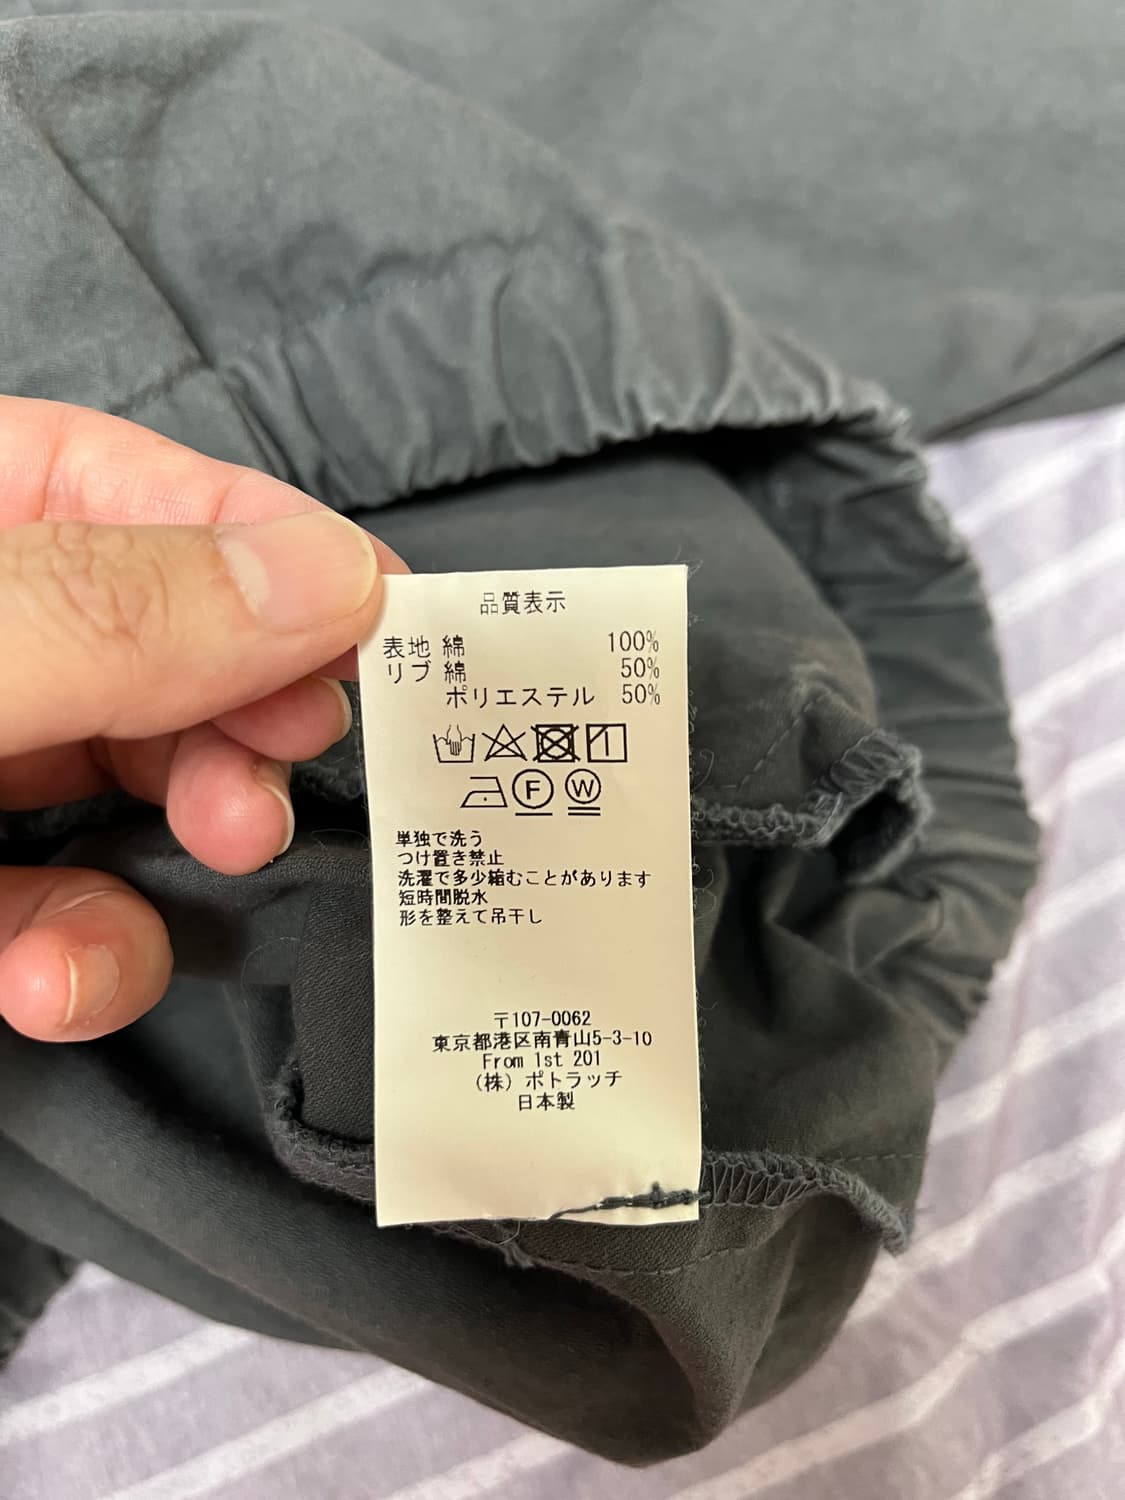 品質表示
表地 綿 100%
リブ 綿 50%
ポリエステル 50%
F W
単独で洗う
つけ置き禁止
洗濯で多少縮むことがあります
短時間脱水
形を整えて吊干し
〒107-0062
東京都港区南青山5-3-10
From 1st 201
（株）ポトラッチ
日本製